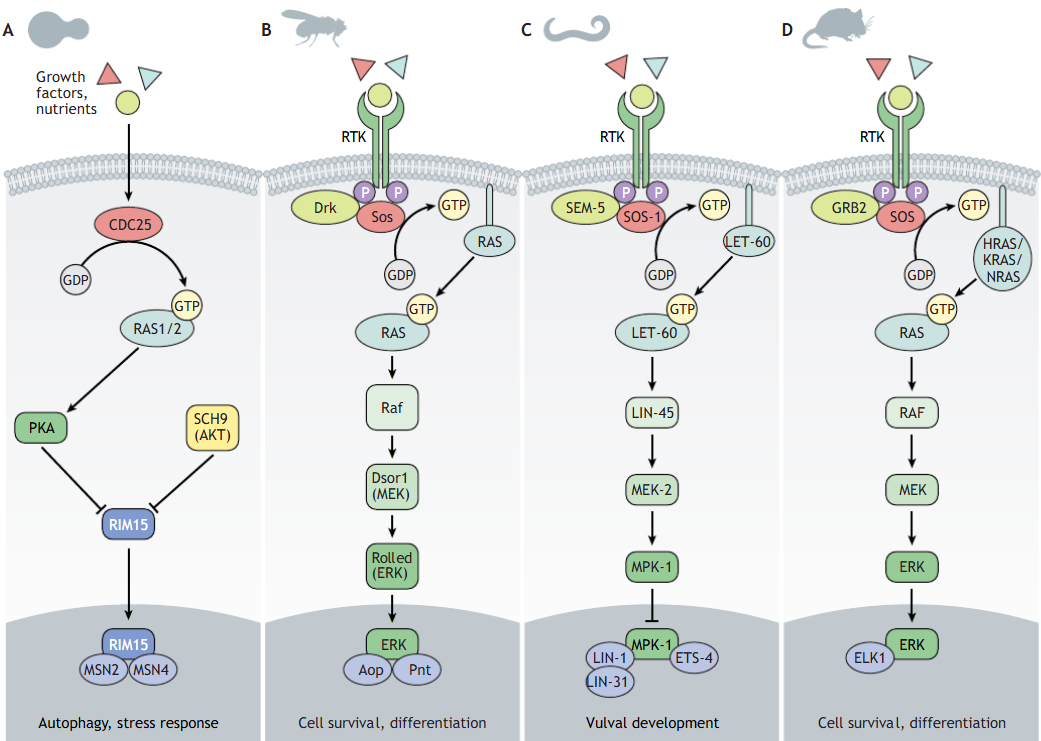 A
Growth
factors,
nutrients
CDC25
GDP
GTP
RAS1/2
PKA
SCH9
(AKT)
RIM15
RIM15
MSN2
MSN4
Autophagy, stress response
B
RTK
P
P
Drk
Sos
GTP
RAS
GDP
GTP
RAS
Raf
Dsor1
(MEK)
Rolled
(ERK)
ERK
Aop
Pnt
Cell survival, differentiation
C
RTK
P
P
SEM-5
SOS-1
GTP
LET-60
GDP
GTP
LET-60
LIN-45
MEK-2
MPK-1
MPK-1
LIN-1
ETS-4
LIN-31
Vulval development
D
RTK
P
P
GRB2
SOS
GTP
HRAS/
KRAS/
NRAS
GDP
GTP
RAS
RAF
MEK
ERK
ERK
ELK1
Cell survival, differentiation